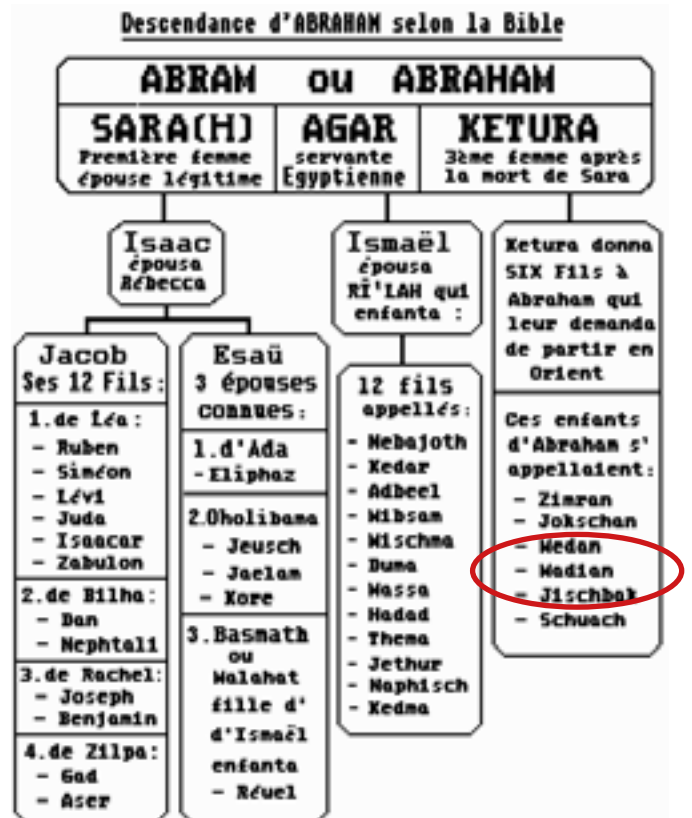 Descendance d'ABRAHAM selon la Bible
ABRAM ou ABRAHAM
SARA(H)
Première femme
épouse légitime
AGAR
servante
Egyptienne
KETURA
3ème femme après
la mort de Sara
Isaac
épousa
Rébecca
Ismaël
épousa
RÏ'LAH qui
enfanta :
Ketura donna
SIX Fils à
Abraham qui
leur demanda
de partir en
Orient
Jacob
Ses 12 Fils :
1.de Léa:
- Ruben
- Siméon
- Lévi
- Juda
- Isaacar
- Zabulon
2.de Bilha:
- Dan
- Nephtali
3.de Rachel:
- Joseph
- Benjamin
4.de Zilpa:
- Gad
- Aser
Esaü
3 épouses
connues:
1.d'Ada
-Eliphaz
2.Oholibama
- Jeusch
- Jaelam
- Kore
3.Basmath
ou
Malahat
fille d'
d'Ismaël
enfanta
- Réuel
12 fils
appellés:
- Nebajoth
- Kedar
- Adbeel
- Mibsam
- Mischma
- Duma
- Massa
- Hadad
- Thema
- Jethur
- Naphisch
- Kedma
Ces enfants
d'Abraham s'
appellaient:
- Zimran
- Jokschan
- Medan
- Madian
- Jischbak
- Schuach